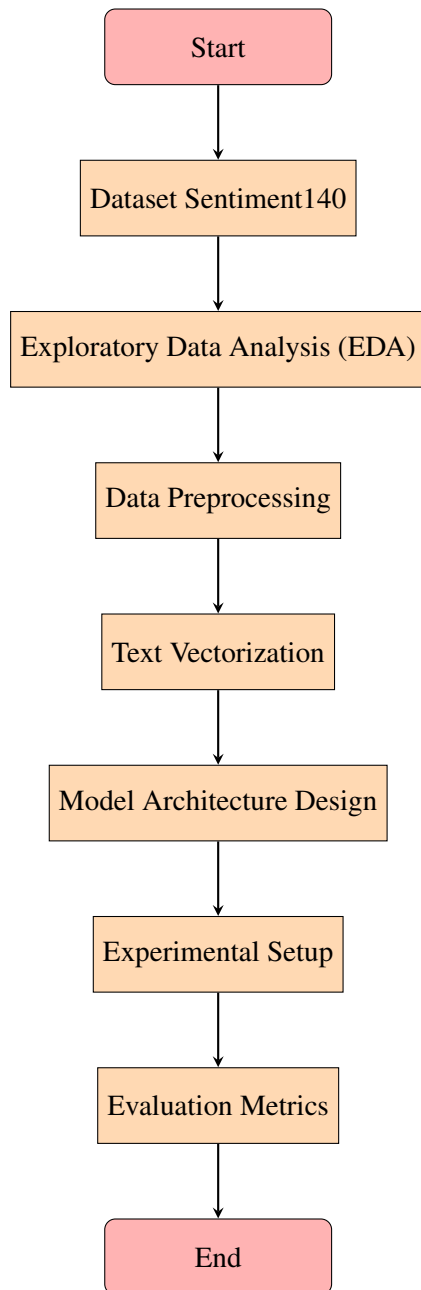 Start
Dataset Sentiment140
Exploratory Data Analysis (EDA)
Data Preprocessing
Text Vectorization
Model Architecture Design
Experimental Setup
Evaluation Metrics
End